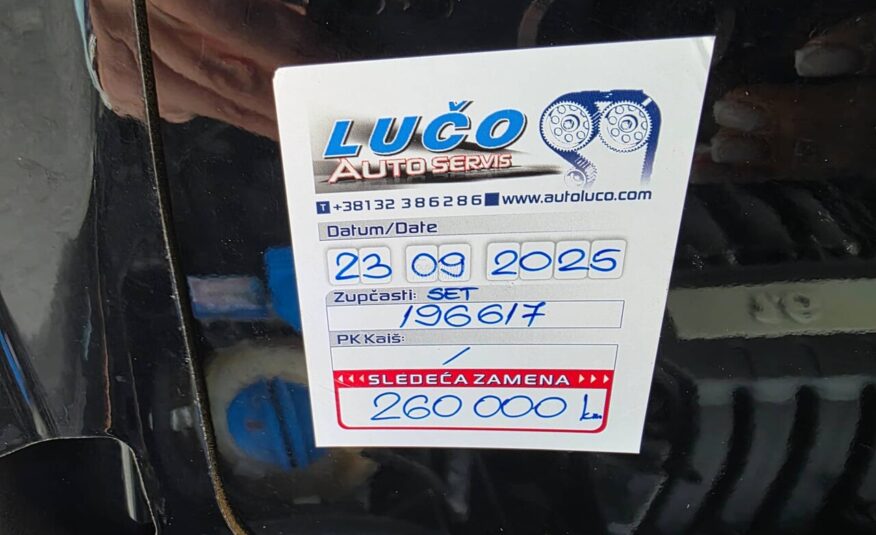 LUČO
AUTO SERVIS
T +38132 386286 www.autoluco.com
Datum/Date
23 09 2025
Zupčasti: SET
196617
PK Kaiš:
/
SLEDEĆA ZAMENA
260 000 km